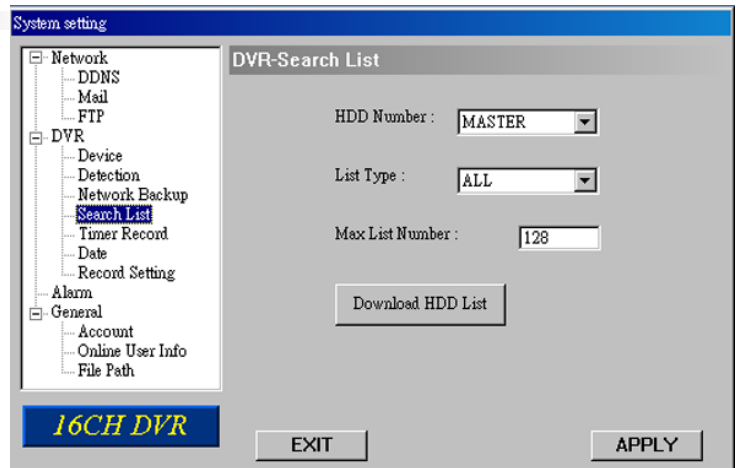 System setting
Network
DDNS
Mail
FTP
DVR
Device
Detection
Network Backup
Search List
Timer Record
Date
Record Setting
Alarm
General
Account
Online User Info
File Path
16CH DVR
DVR-Search List
HDD Number : MASTER
List Type : ALL
Max List Number : 128
Download HDD List
EXIT APPLY